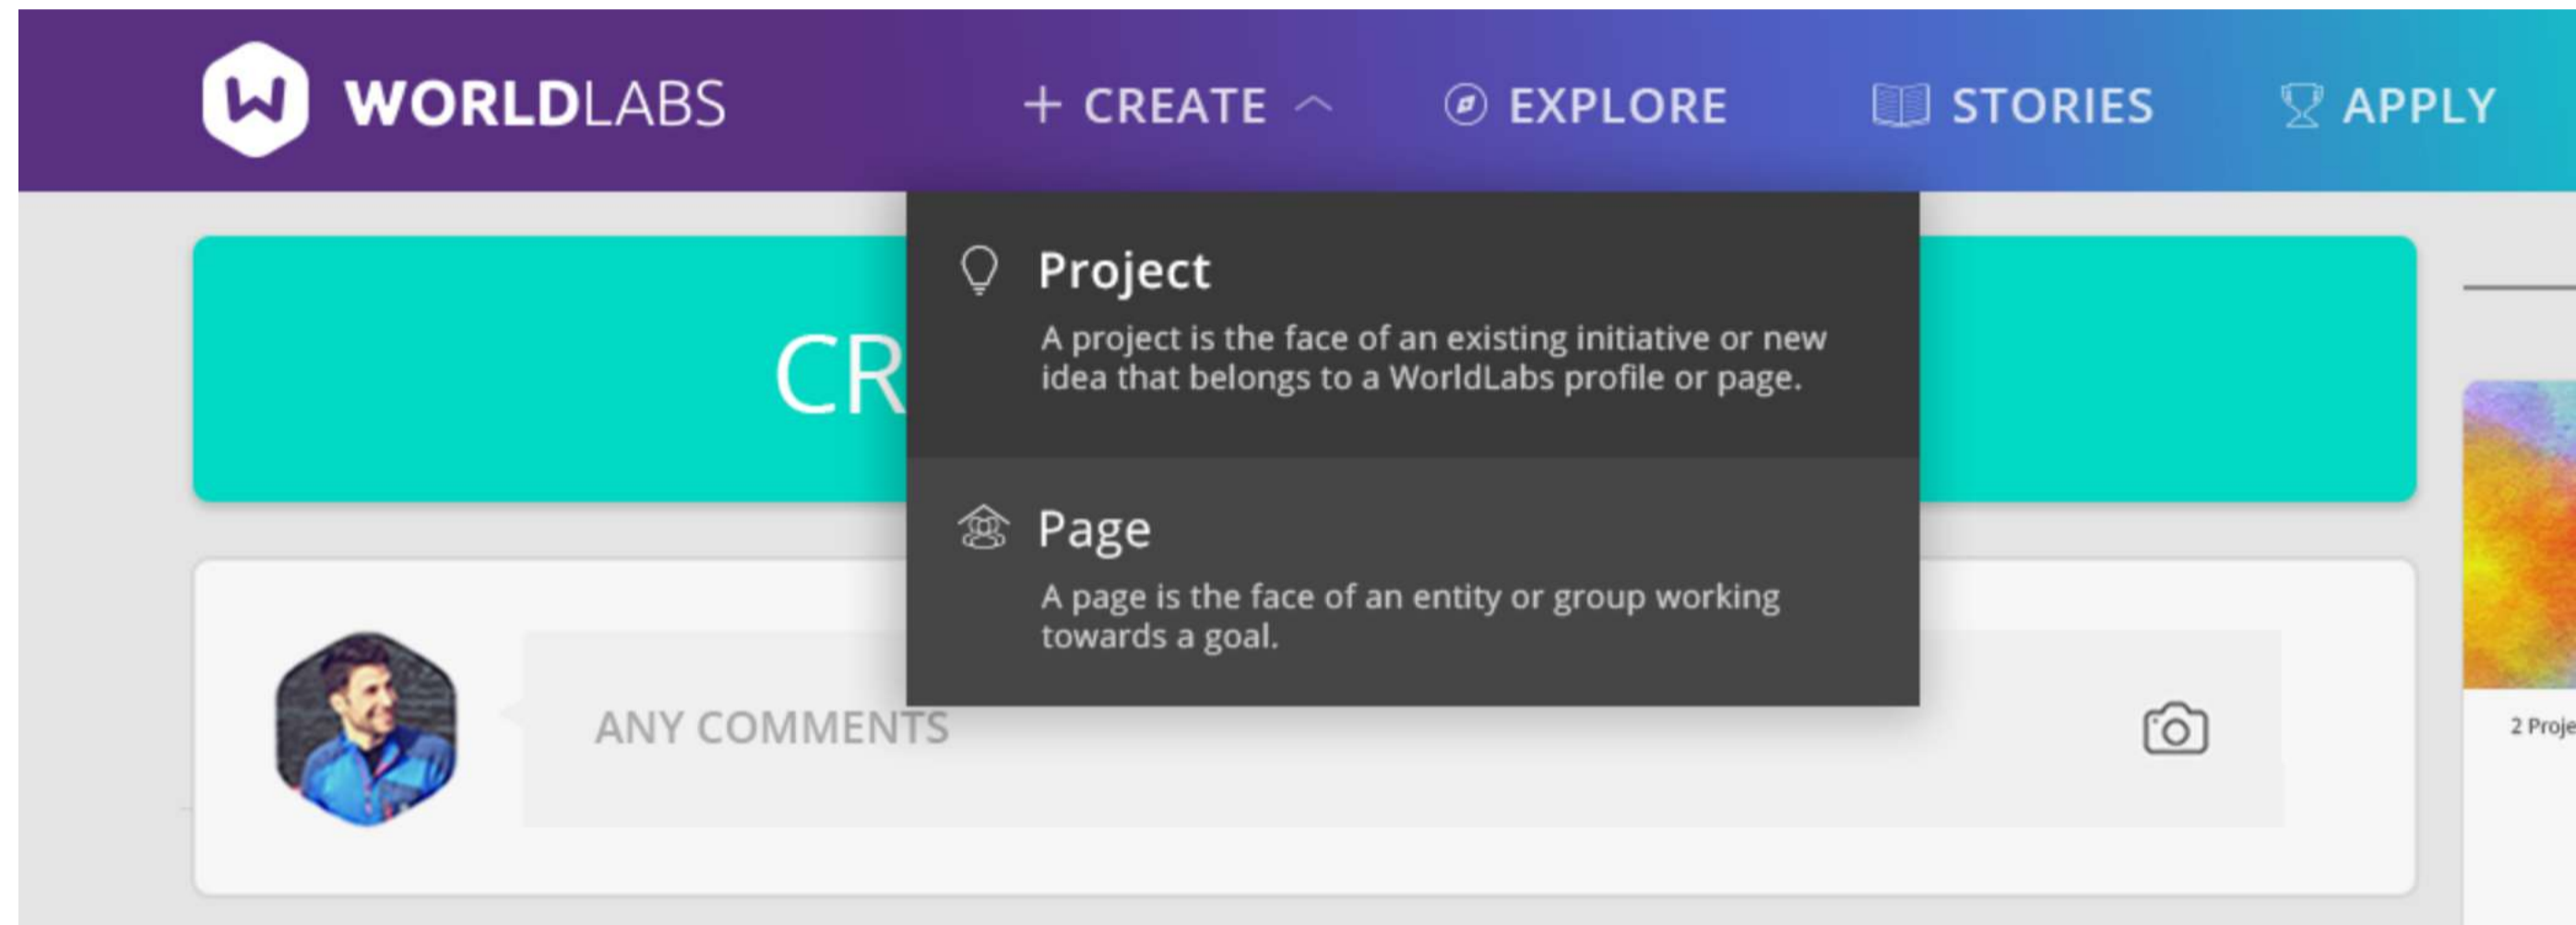 WORLDLABS
+ CREATE
EXPLORE
STORIES
APPLY
Project
A project is the face of an existing initiative or new
idea that belongs to a WorldLabs profile or page.
CR
Page
A page is the face of an entity or group working
towards a goal.
ANY COMMENTS
2 Proje